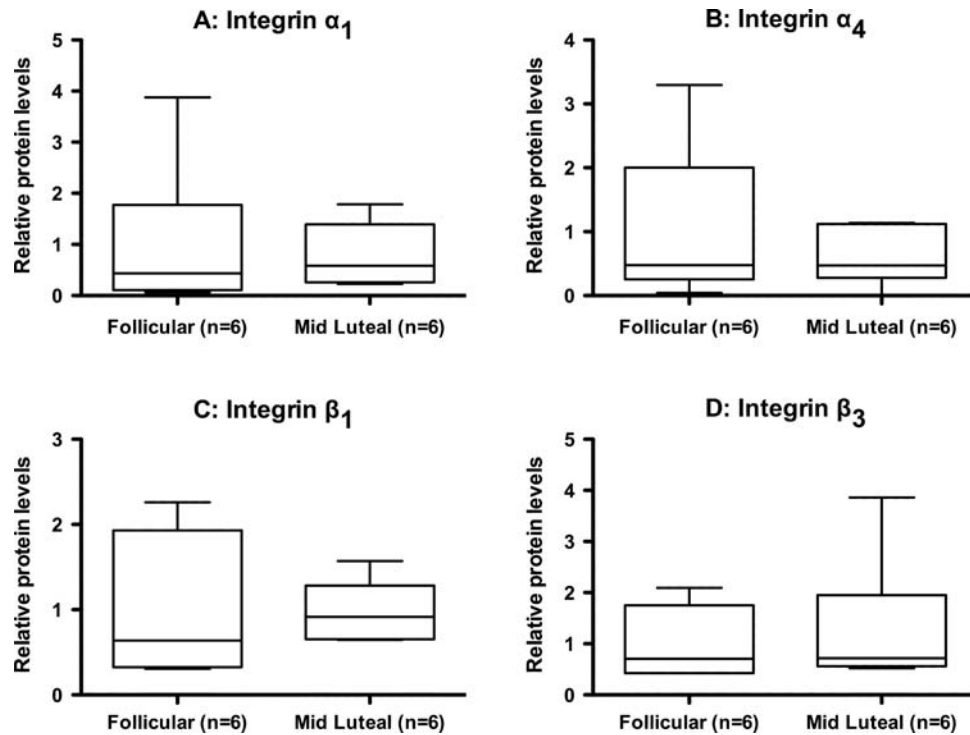 A: Integrin α1
Relative protein levels
5
4
3
2
1
0
Follicular (n=6)
Mid Luteal (n=6)
B: Integrin α4
Relative protein levels
4
3
2
1
0
Follicular (n=6)
Mid Luteal (n=6)
C: Integrin β1
Relative protein levels
3
2
1
0
Follicular (n=6)
Mid Luteal (n=6)
D: Integrin β3
Relative protein levels
5
4
3
2
1
0
Follicular (n=6)
Mid Luteal (n=6)